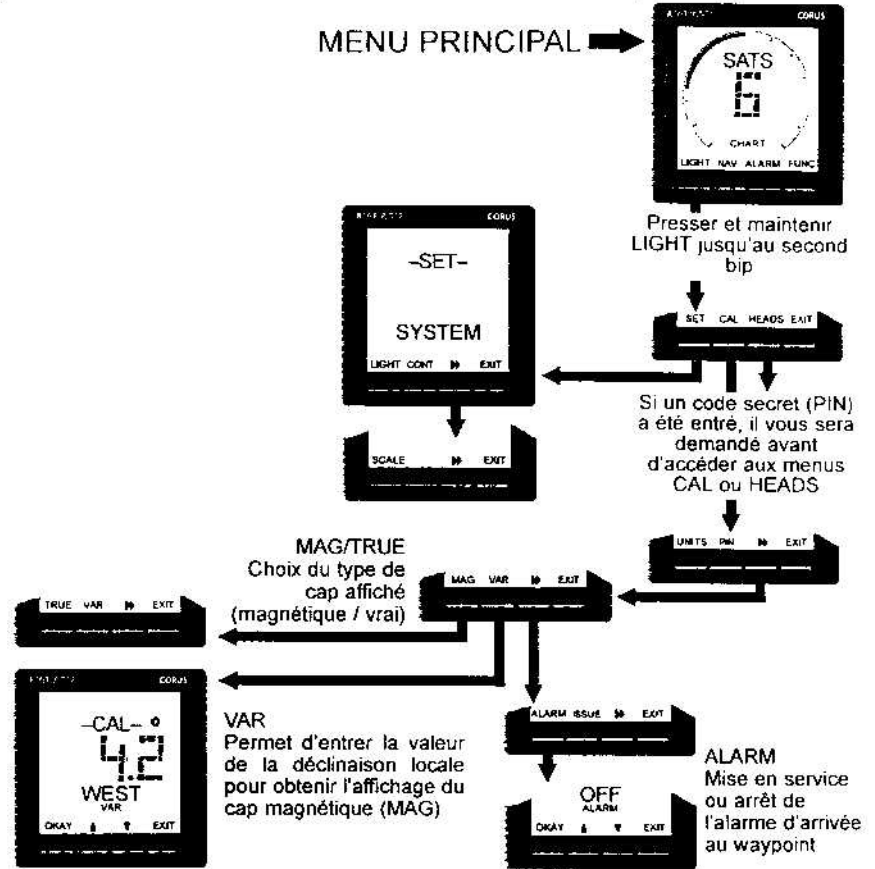 MENU PRINCIPAL
CORUS
SATS
6
CHART
LIGHT NAV ALARM FUNC
Presser et maintenir
LIGHT jusqu'au second
bip
SET CAL HEADS EXIT
CORUS
–SET–
SYSTEM
LIGHT CONT EXIT
SCALE EXIT
Si un code secret (PIN)
a été entré, il vous sera
demandé avant
d'accéder aux menus
CAL ou HEADS
UNITS PIN EXIT
MAG/TRUE
Choix du type de
cap affiché
(magnétique / vrai)
MAG VAR EXIT
TRUE VAR EXIT
CORUS
–CAL– °
4.2
WEST
VAR
OKAY EXIT
VAR
Permet d'entrer la valeur
de la déclinaison locale
pour obtenir l'affichage du
cap magnétique (MAG)
ALARM ISSUE EXIT
OFF
ALARM
OKAY EXIT
ALARM
Mise en service
ou arrêt de
l'alarme d'arrivée
au waypoint